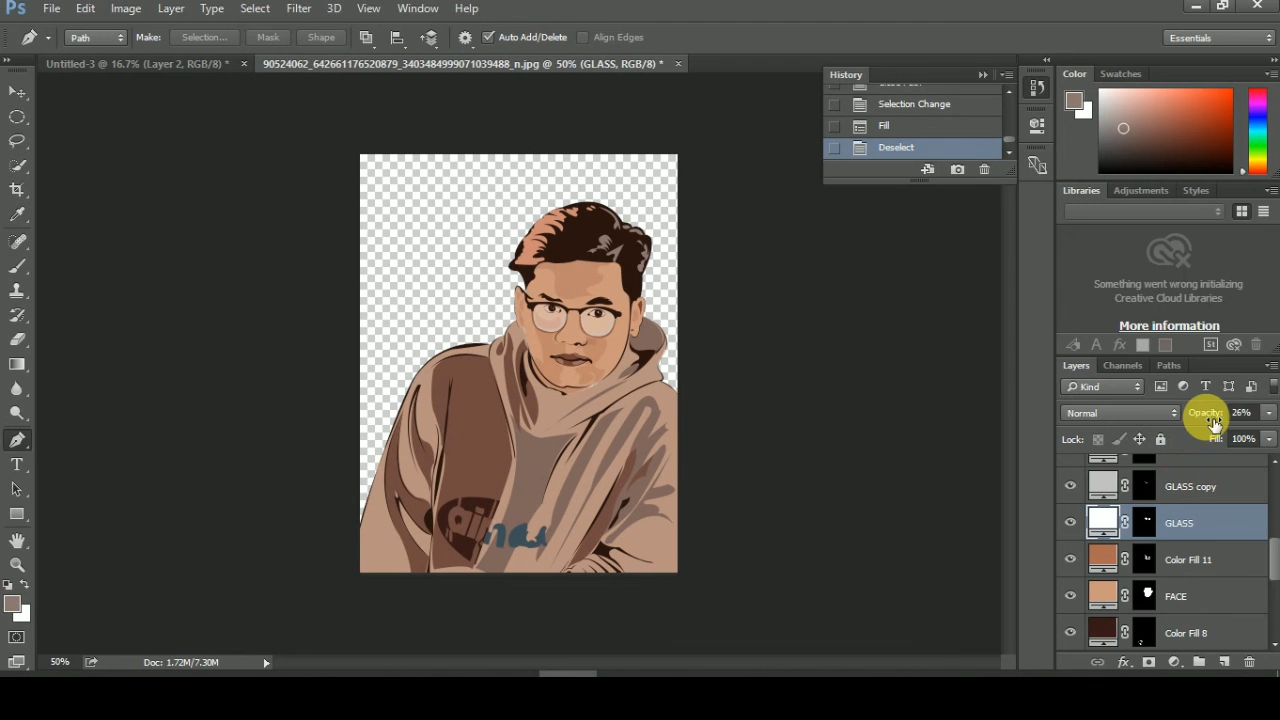 Ps File Edit Image Layer Type Select Filter 3D View Window Help
Path Make: Selection... Mask Shape Auto Add/Delete Align Edges Essentials
Untitled-3 @ 16.7% (Layer 2, RGB/8) * × 90524062_642661176520879_3403484999071039488_n.jpg @ 50% (GLASS, RGB/8) * ×
History
Selection Change
Fill
Deselect
Color Swatches
Libraries Adjustments Styles
Something went wrong initializing
Creative Cloud Libraries
More information
St
Layers Channels Paths
Kind
Normal Opacity: 26%
Lock: Fill: 100%
GLASS copy
GLASS
Color Fill 11
FACE
Color Fill 8
50% Doc: 1.72M/7.30M